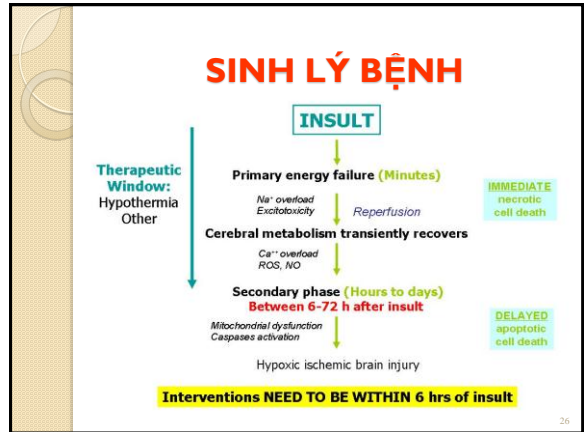 SINH LÝ BỆNH
INSULT
Therapeutic
Window:
Hypothermia
Other
Primary energy failure (Minutes)
Na⁺ overload
Excitotoxicity
Reperfusion
IMMEDIATE
necrotic
cell death
Cerebral metabolism transiently recovers
Ca⁺⁺ overload
ROS, NO
Secondary phase (Hours to days)
Between 6-72 h after insult
Mitochondrial dysfunction
Caspases activation
DELAYED
apoptotic
cell death
Hypoxic ischemic brain injury
Interventions NEED TO BE WITHIN 6 hrs of insult
26